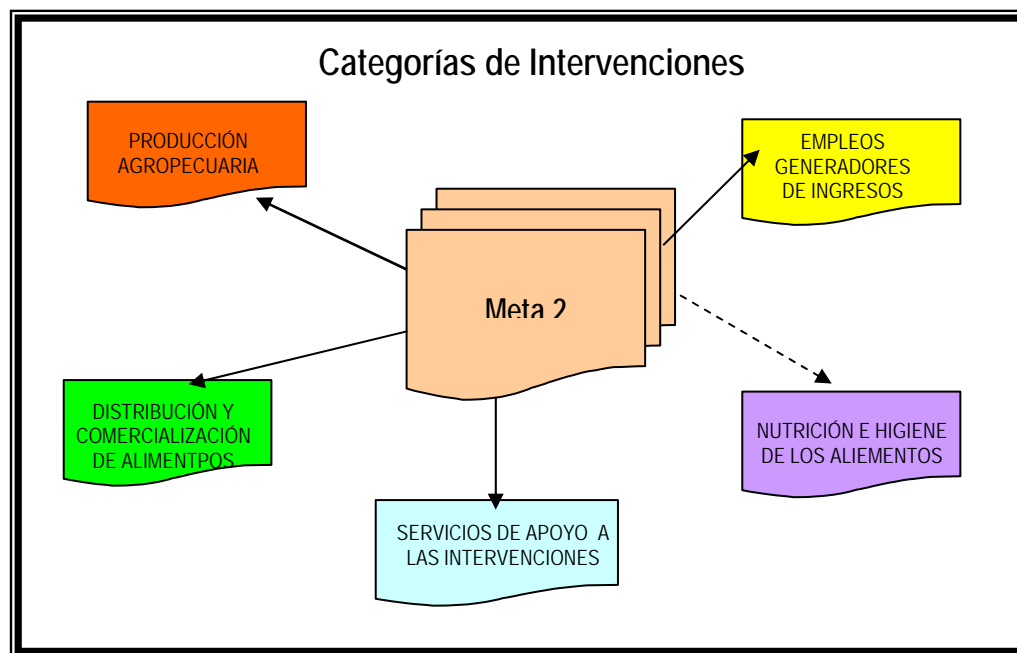 Categorías de Intervenciones
PRODUCCIÓN
AGROPECUARIA
EMPLEOS
GENERADORES
DE INGRESOS
Meta 2
DISTRIBUCIÓN Y
COMERCIALIZACIÓN
DE ALIMENTPOS
NUTRICIÓN E HIGIENE
DE LOS ALIEMENTOS
SERVICIOS DE APOYO A
LAS INTERVENCIONES